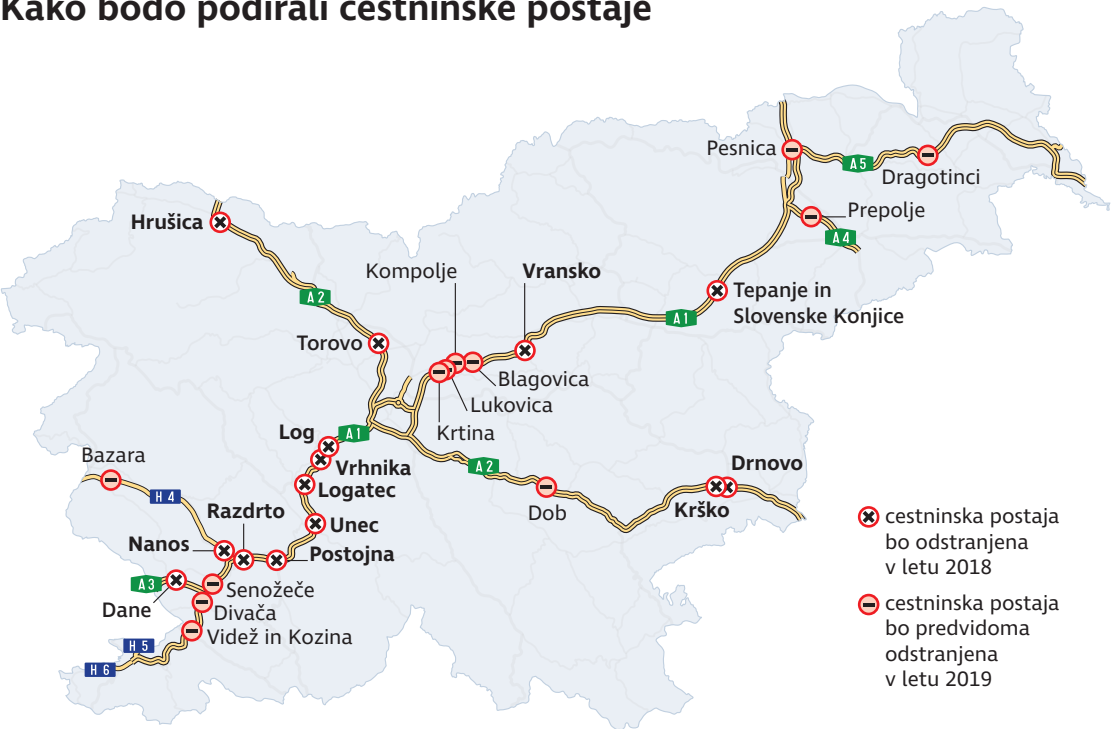 Kako bodo podirali cestninske postaje
Pesnica
A5
Dragotinci
Hrušica
Prepolje
A4
Kompolje
Vransko
A2
Tepanje in
Slovenske Konjice
A1
Torovo
Blagovica
Lukovica
Krtina
Log
A1
Bazara
Vrhnika
A2
Drnovo
Logatec
H4
Razdrto
Dob
Krško
Unec
Nanos
Postojna
A3
Senožeče
Dane
Divača
Videž in Kozina
H5
H6
cestninska postaja
bo odstranjena
v letu 2018
cestninska postaja
bo predvidoma
odstranjena
v letu 2019